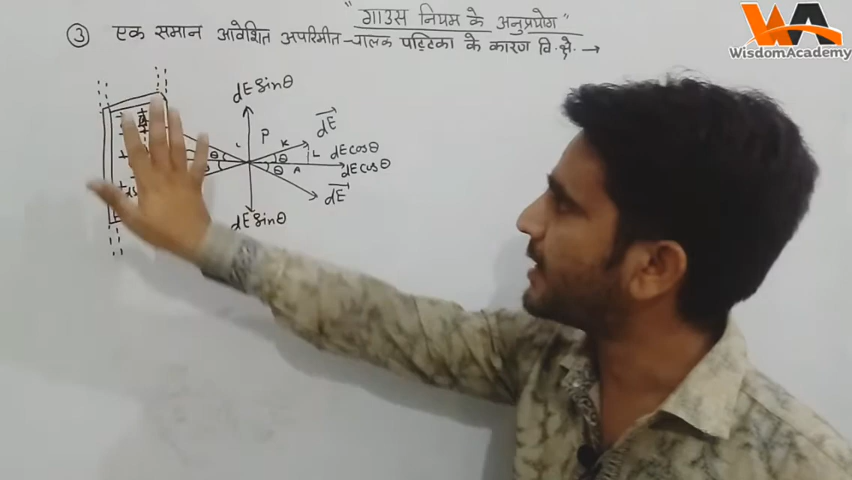 "गाउस नियम के अनुप्रयोग"
③ एक समान आवेशित अपरिमीत-चालक पट्टिका के कारण वि. क्षे. →
WA
WisdomAcademy
dE sinθ
P
K
dE
L
dE cosθ
θ
θ
θ
A
dE cosθ
dE
dE sinθ